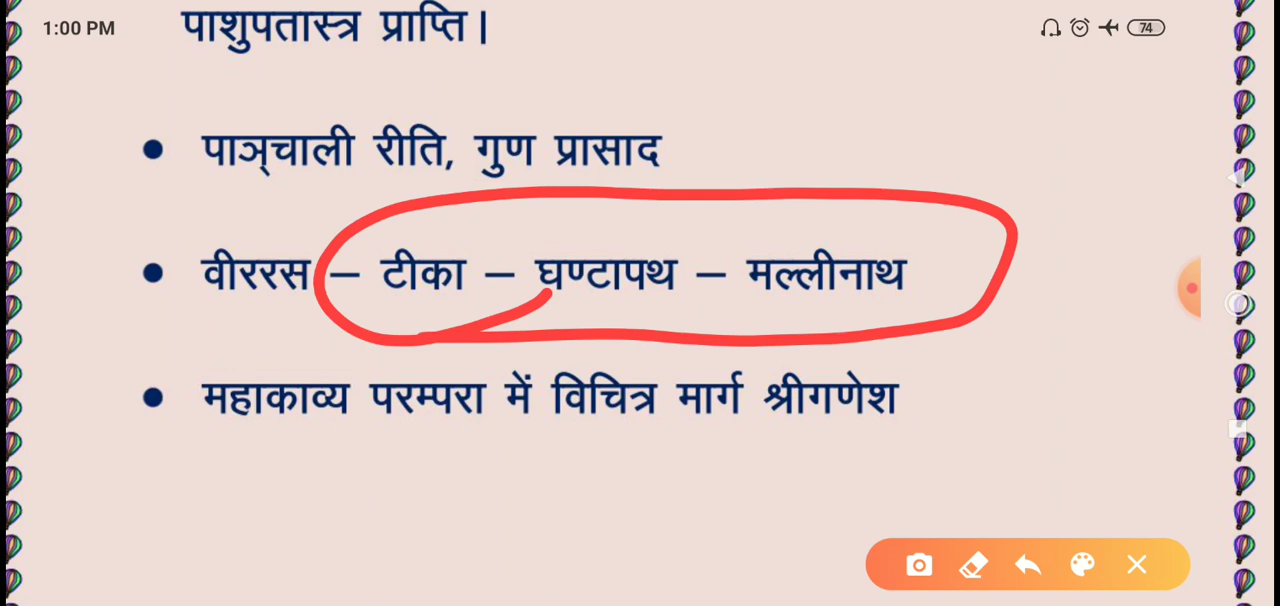 पाशुपतास्त्र प्राप्ति।
1:00 PM
74
• पाञ्चाली रीति, गुण प्रासाद
• वीररस – टीका – घण्टापथ – मल्लीनाथ
• महाकाव्य परम्परा में विचित्र मार्ग श्रीगणेश